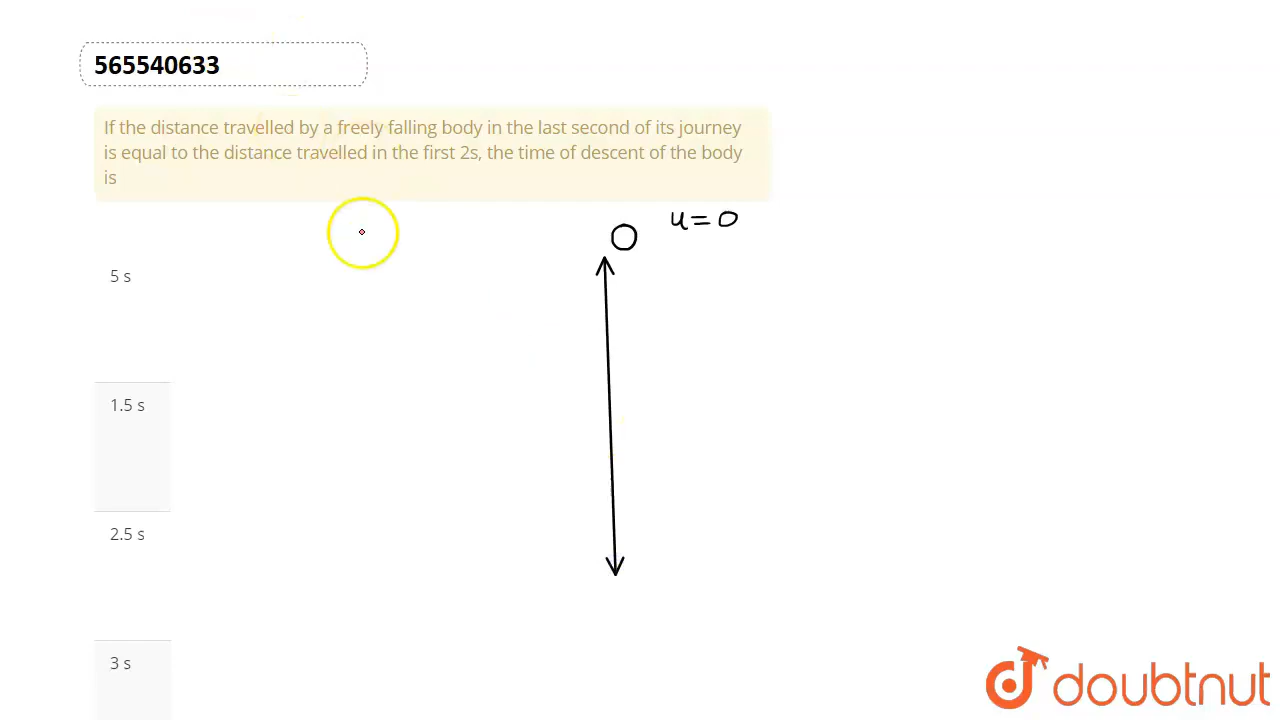 565540633
If the distance travelled by a freely falling body in the last second of its journey
is equal to the distance travelled in the first 2s, the time of descent of the body
is
u=0
5 s
1.5 s
2.5 s
3 s
doubtnut